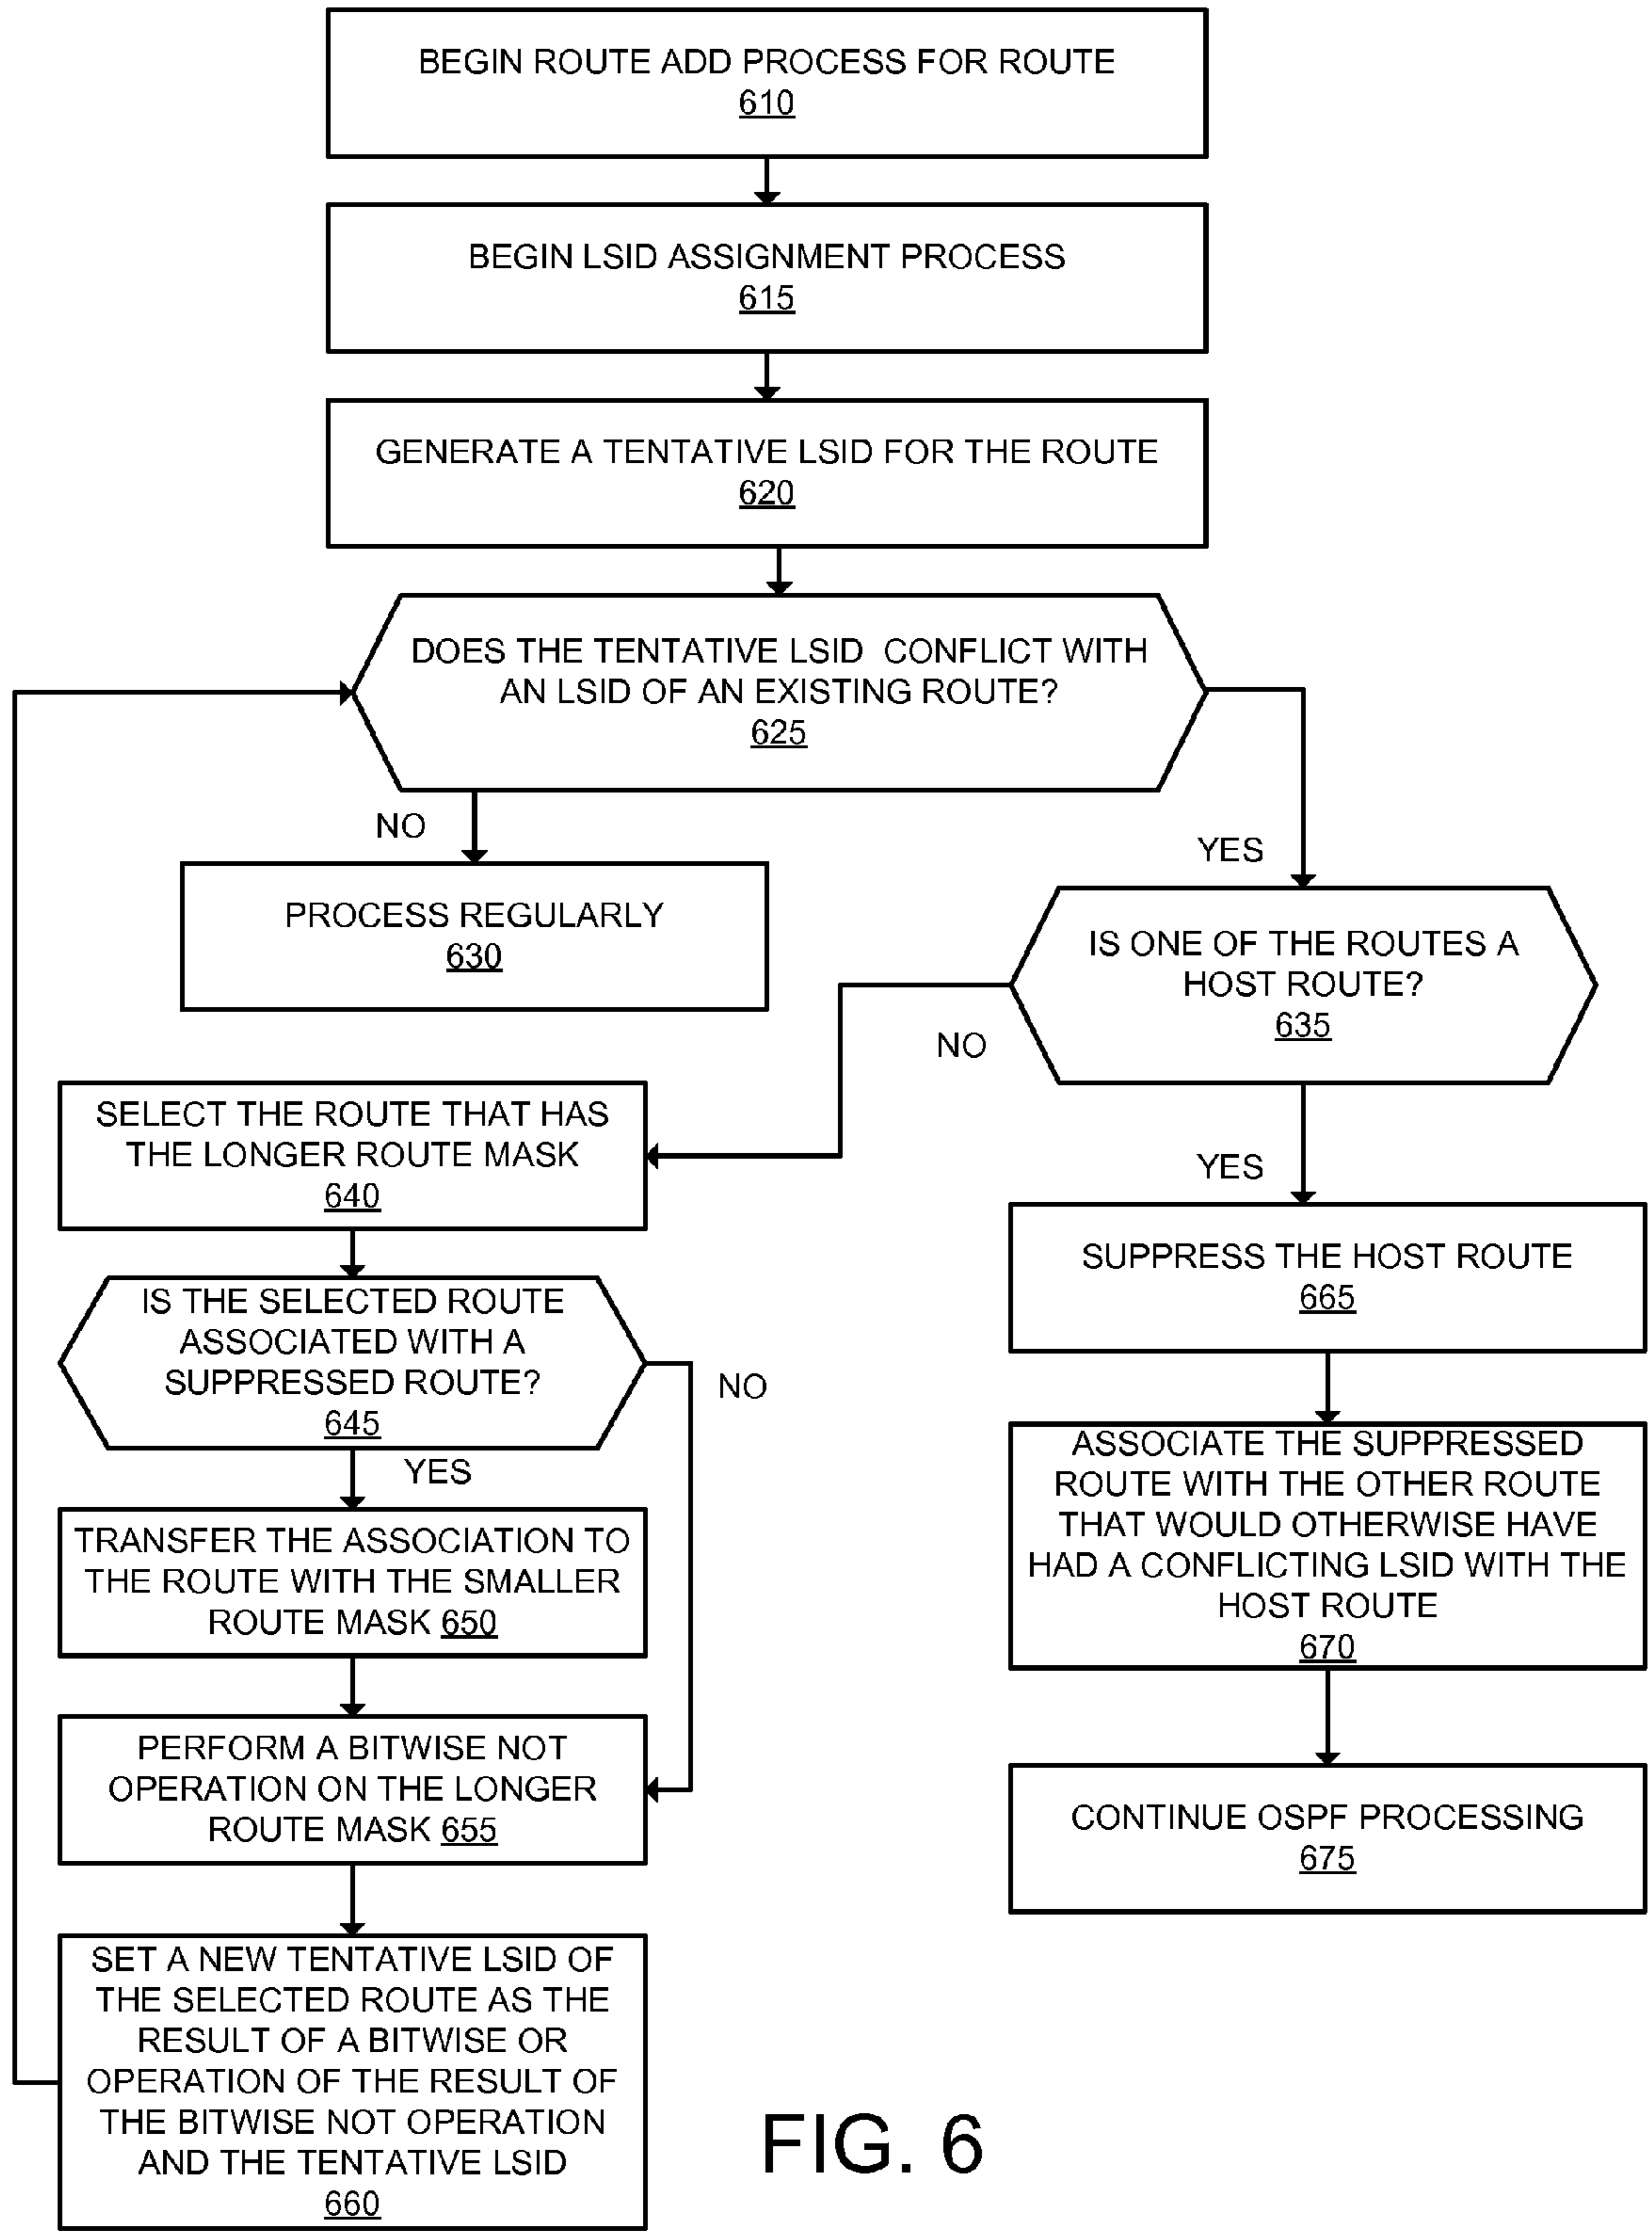 BEGIN ROUTE ADD PROCESS FOR ROUTE
610
BEGIN LSID ASSIGNMENT PROCESS
615
GENERATE A TENTATIVE LSID FOR THE ROUTE
620
DOES THE TENTATIVE LSID CONFLICT WITH
AN LSID OF AN EXISTING ROUTE?
625
NO
YES
PROCESS REGULARLY
630
IS ONE OF THE ROUTES A
HOST ROUTE?
635
NO
YES
SELECT THE ROUTE THAT HAS
THE LONGER ROUTE MASK
640
IS THE SELECTED ROUTE
ASSOCIATED WITH A
SUPPRESSED ROUTE?
645
NO
YES
TRANSFER THE ASSOCIATION TO
THE ROUTE WITH THE SMALLER
ROUTE MASK 650
PERFORM A BITWISE NOT
OPERATION ON THE LONGER
ROUTE MASK 655
SET A NEW TENTATIVE LSID OF
THE SELECTED ROUTE AS THE
RESULT OF A BITWISE OR
OPERATION OF THE RESULT OF
THE BITWISE NOT OPERATION
AND THE TENTATIVE LSID
660
SUPPRESS THE HOST ROUTE
665
ASSOCIATE THE SUPPRESSED
ROUTE WITH THE OTHER ROUTE
THAT WOULD OTHERWISE HAVE
HAD A CONFLICTING LSID WITH THE
HOST ROUTE
670
CONTINUE OSPF PROCESSING
675
FIG. 6